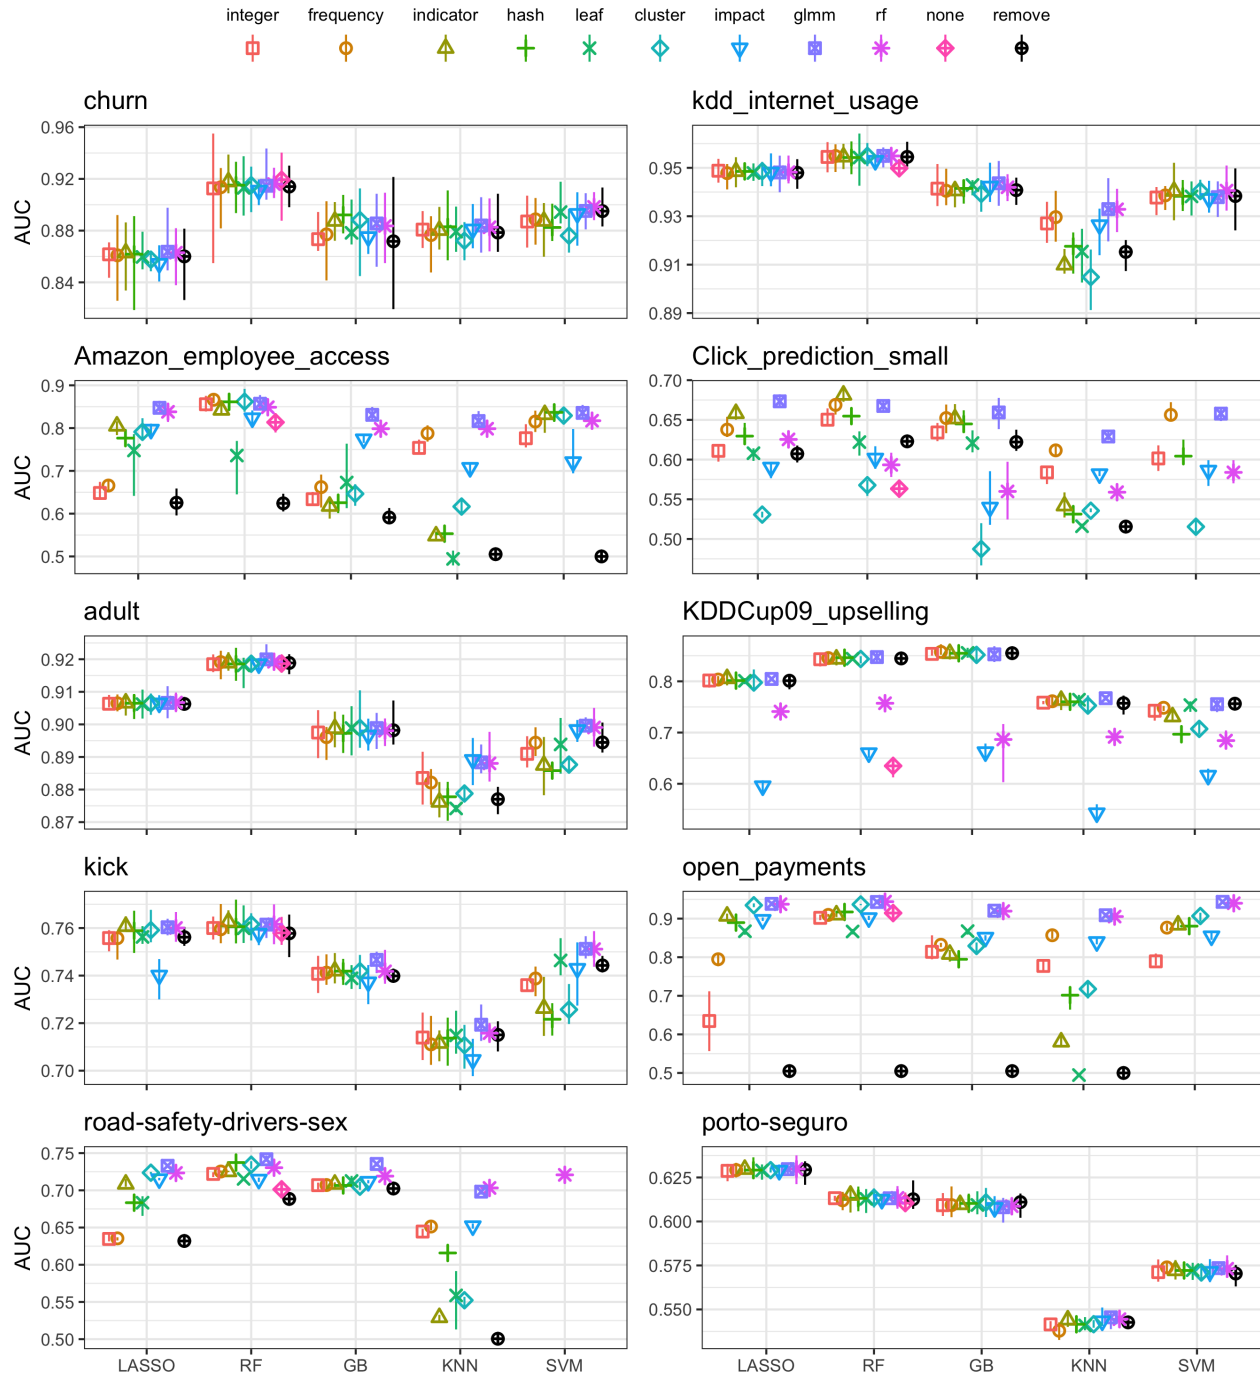 integer frequency indicator hash leaf cluster impact glmm rf none remove
churn
0.96
0.92
0.88
0.84
AUC
kdd_internet_usage
0.95
0.93
0.91
0.89
Amazon_employee_access
0.9
0.8
0.7
0.6
0.5
AUC
Click_prediction_small
0.70
0.65
0.60
0.55
0.50
adult
0.92
0.91
0.90
0.89
0.88
0.87
AUC
KDDCup09_upselling
0.8
0.7
0.6
kick
0.76
0.74
0.72
0.70
AUC
open_payments
0.9
0.8
0.7
0.6
0.5
road-safety-drivers-sex
0.75
0.70
0.65
0.60
0.55
0.50
AUC
LASSO RF GB KNN SVM
porto-seguro
0.625
0.600
0.575
0.550
LASSO RF GB KNN SVM